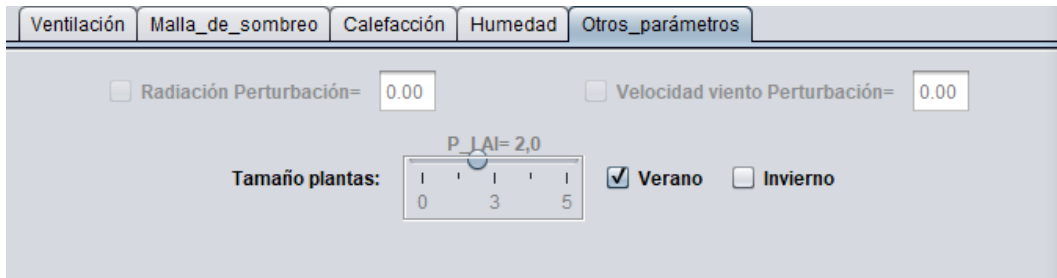 Ventilación Malla_de_sombreo Calefacción Humedad Otros_parámetros
Radiación Perturbación= 0.00 Velocidad viento Perturbación= 0.00
P_LAI= 2,0
Tamaño plantas: Verano Invierno
0 3 5